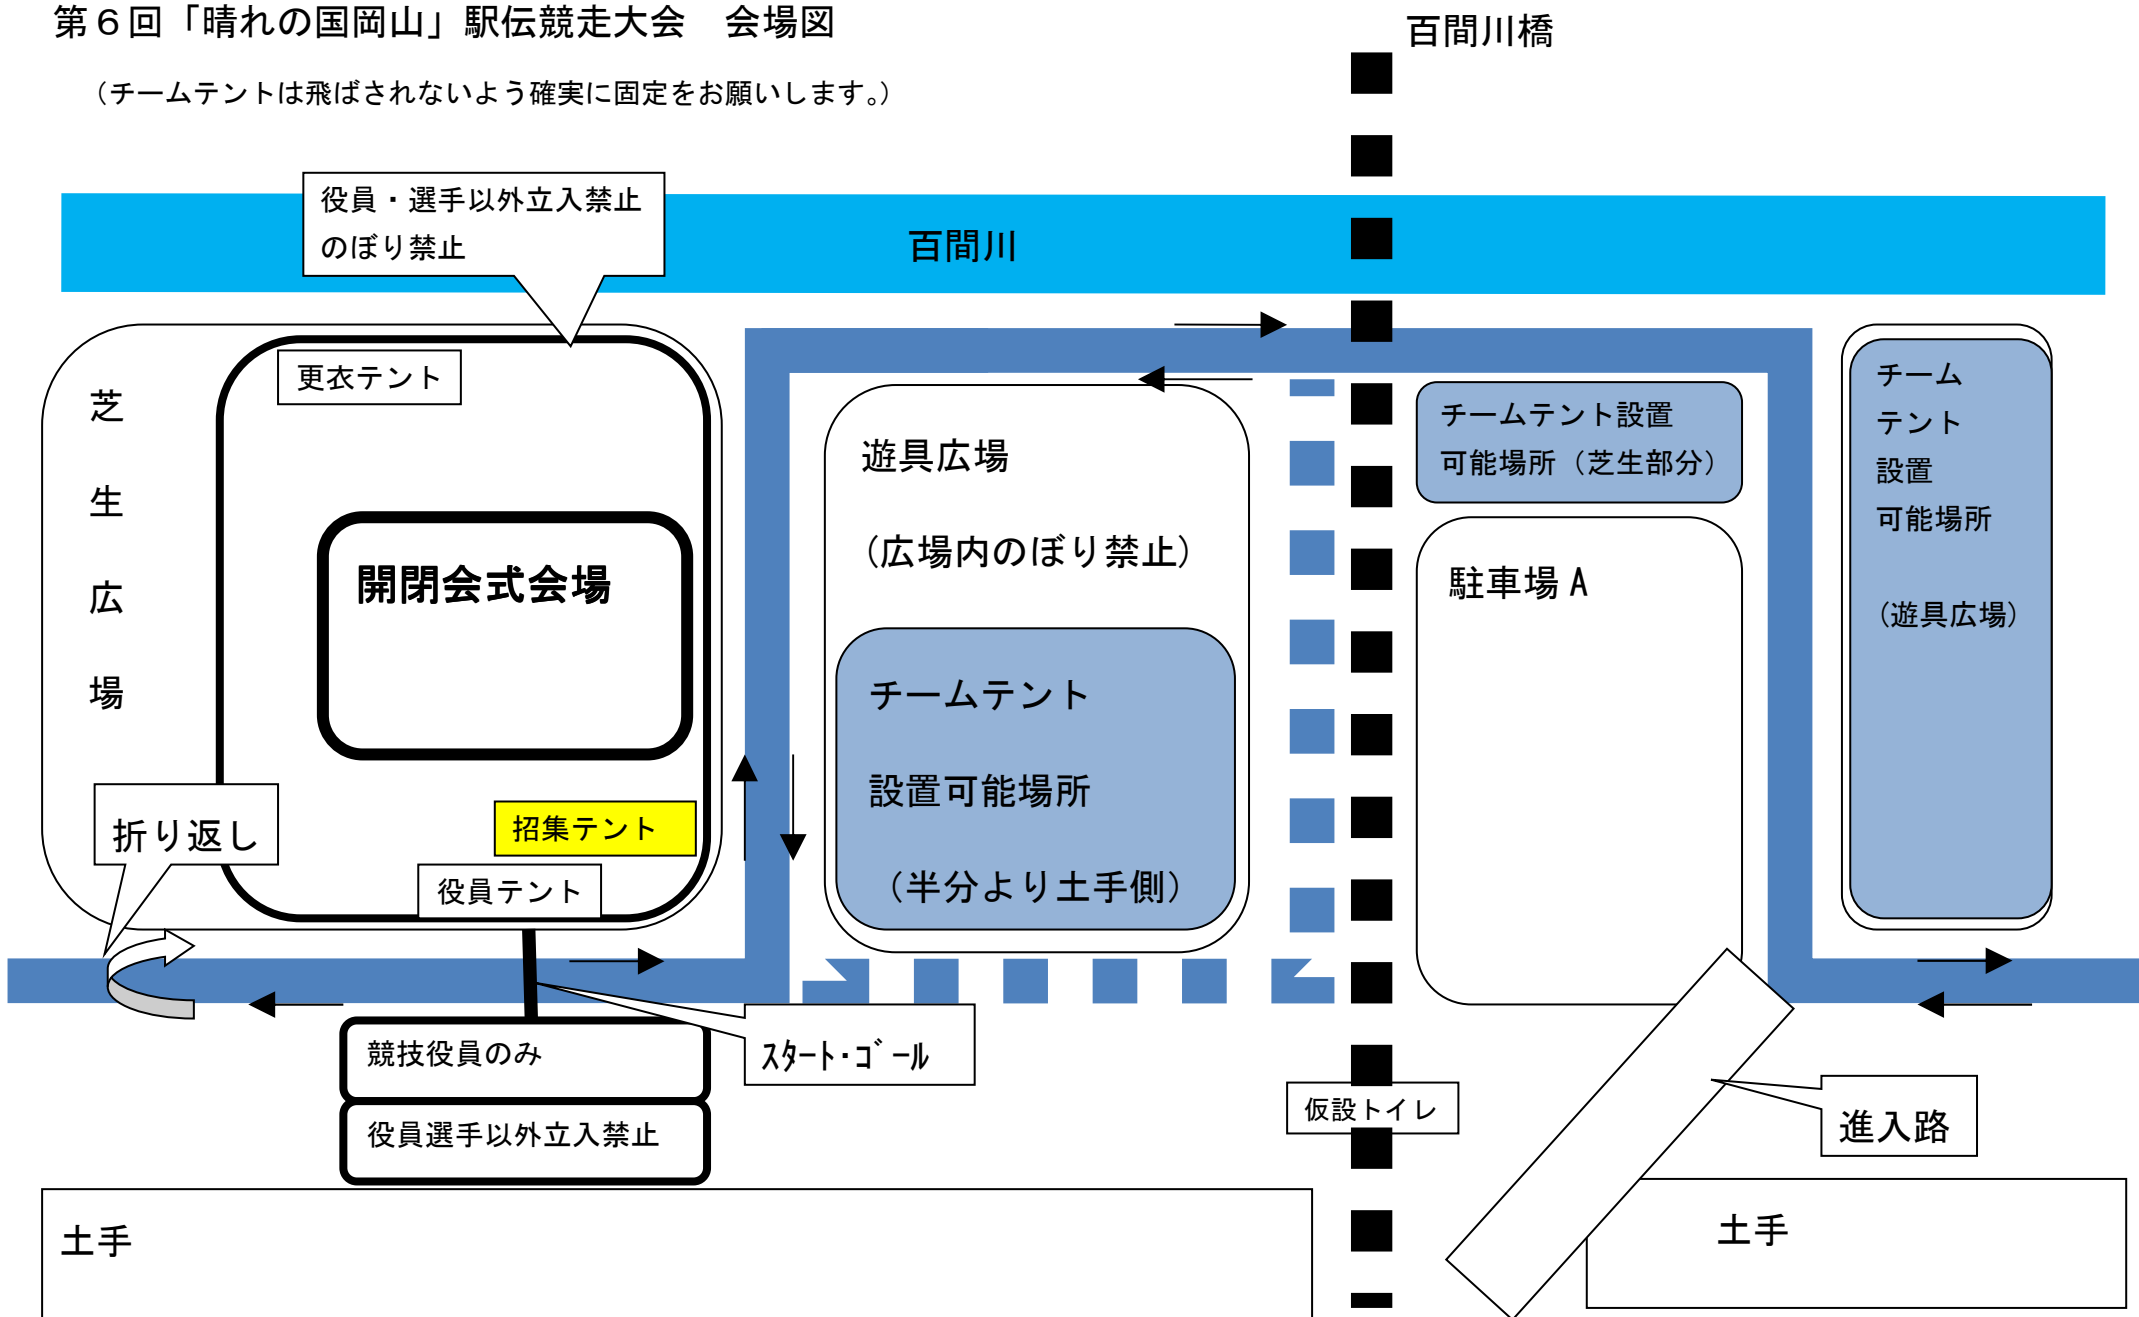 第６回「晴れの国岡山」駅伝競走大会　会場図
百間川橋
（チームテントは飛ばされないよう確実に固定をお願いします。）
役員・選手以外立入禁止
のぼり禁止
百間川
更衣テント
芝生広場
開閉会式会場
招集テント
役員テント
折り返し
遊具広場
（広場内のぼり禁止）
チームテント
設置可能場所
（半分より土手側）
チームテント設置
可能場所（芝生部分）
駐車場 A
チーム
テント
設置
可能場所
（遊具広場）
競技役員のみ
役員選手以外立入禁止
ｽﾀｰﾄ・ｺﾞｰﾙ
仮設トイレ
進入路
土手
土手